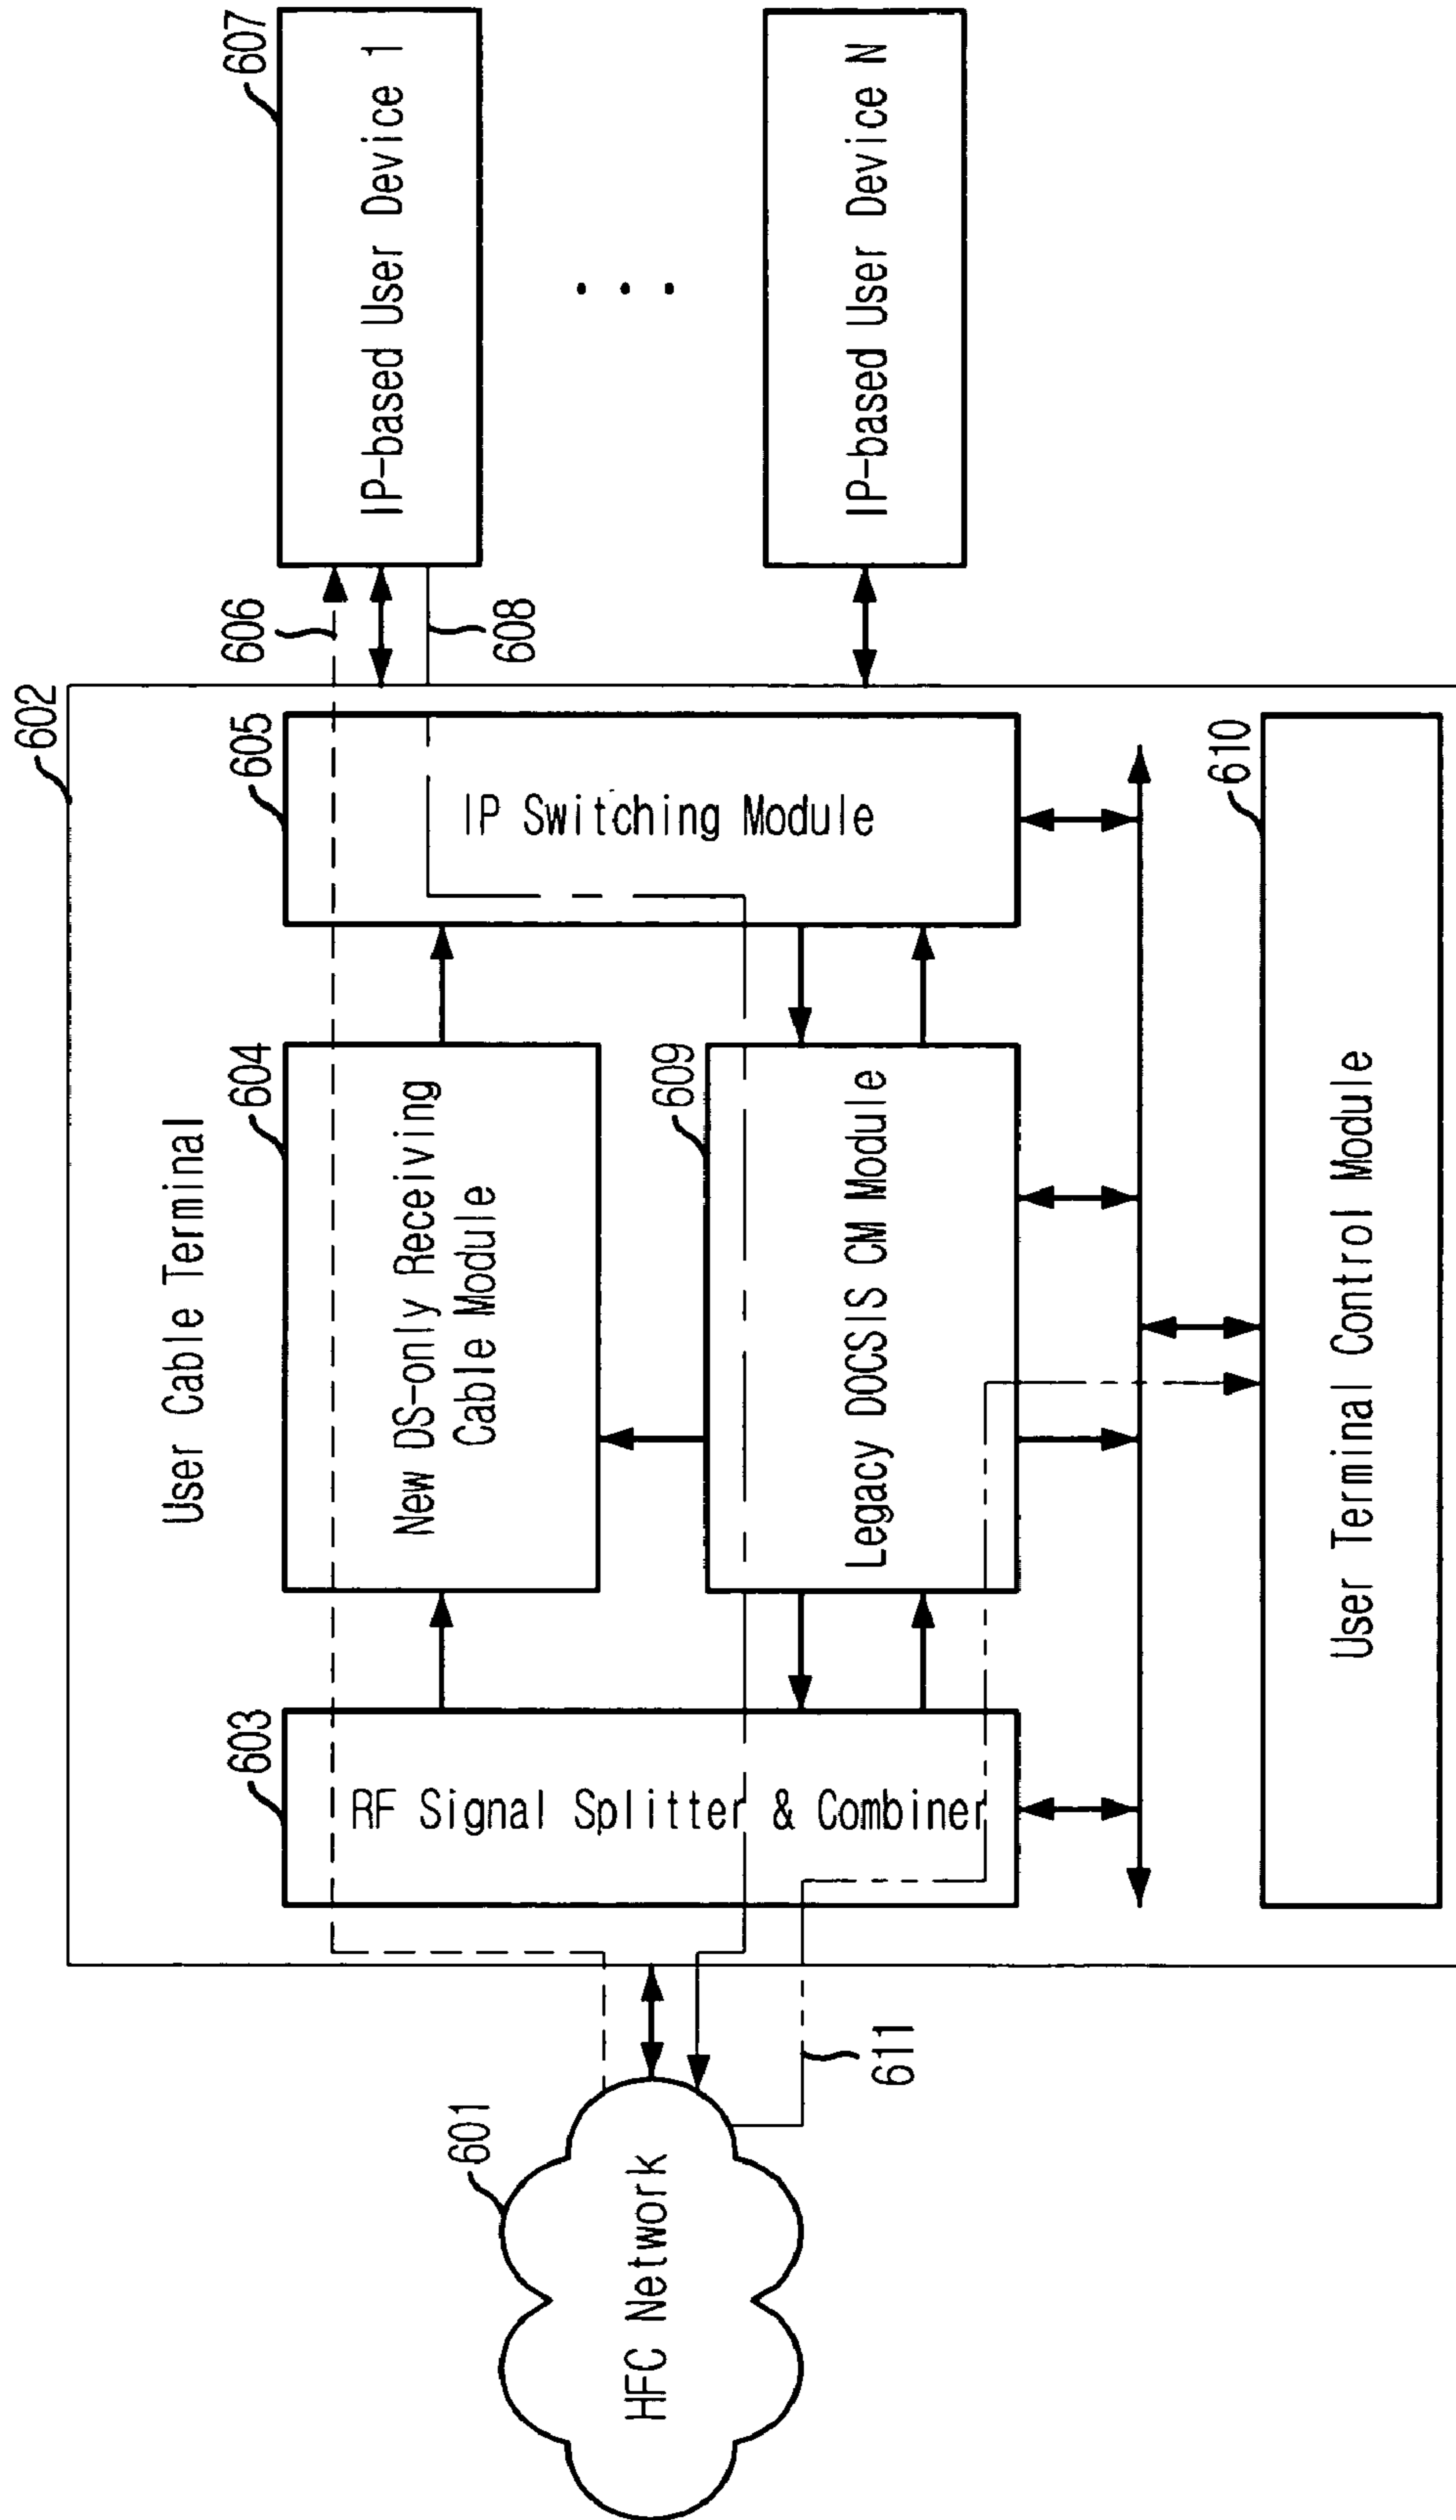 602
User Cable Terminal
607
606
605
604
603
IP-based User Device 1
New DS-only Receiving
Cable Module
RF Signal Splitter & Combiner
IP Switching Module
608
601
HFC Network
609
Legacy DOCSIS CM Module
. . .
IP-based User Device N
611
610
User Terminal Control Module